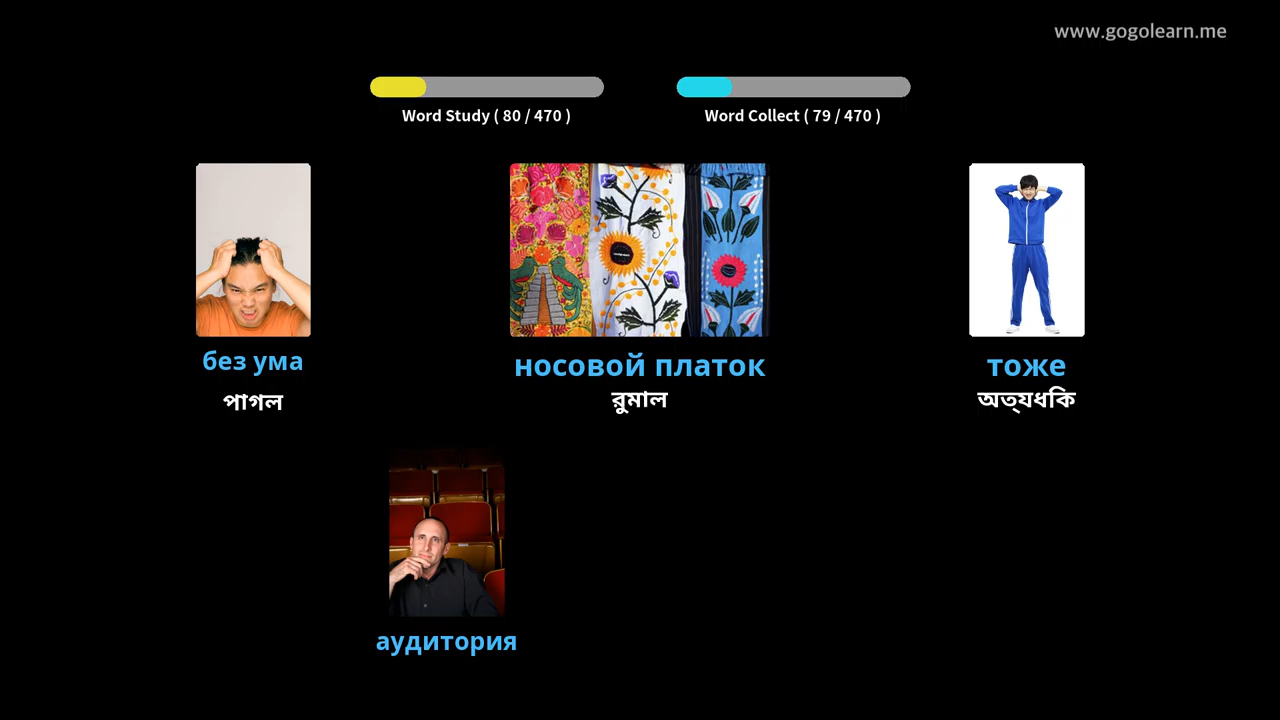 www.gogolearn.me
Word Study ( 80 / 470 )
Word Collect ( 79 / 470 )
без ума
পাগল
носовой платок
রুমাল
тоже
অত্যধিক
аудитория